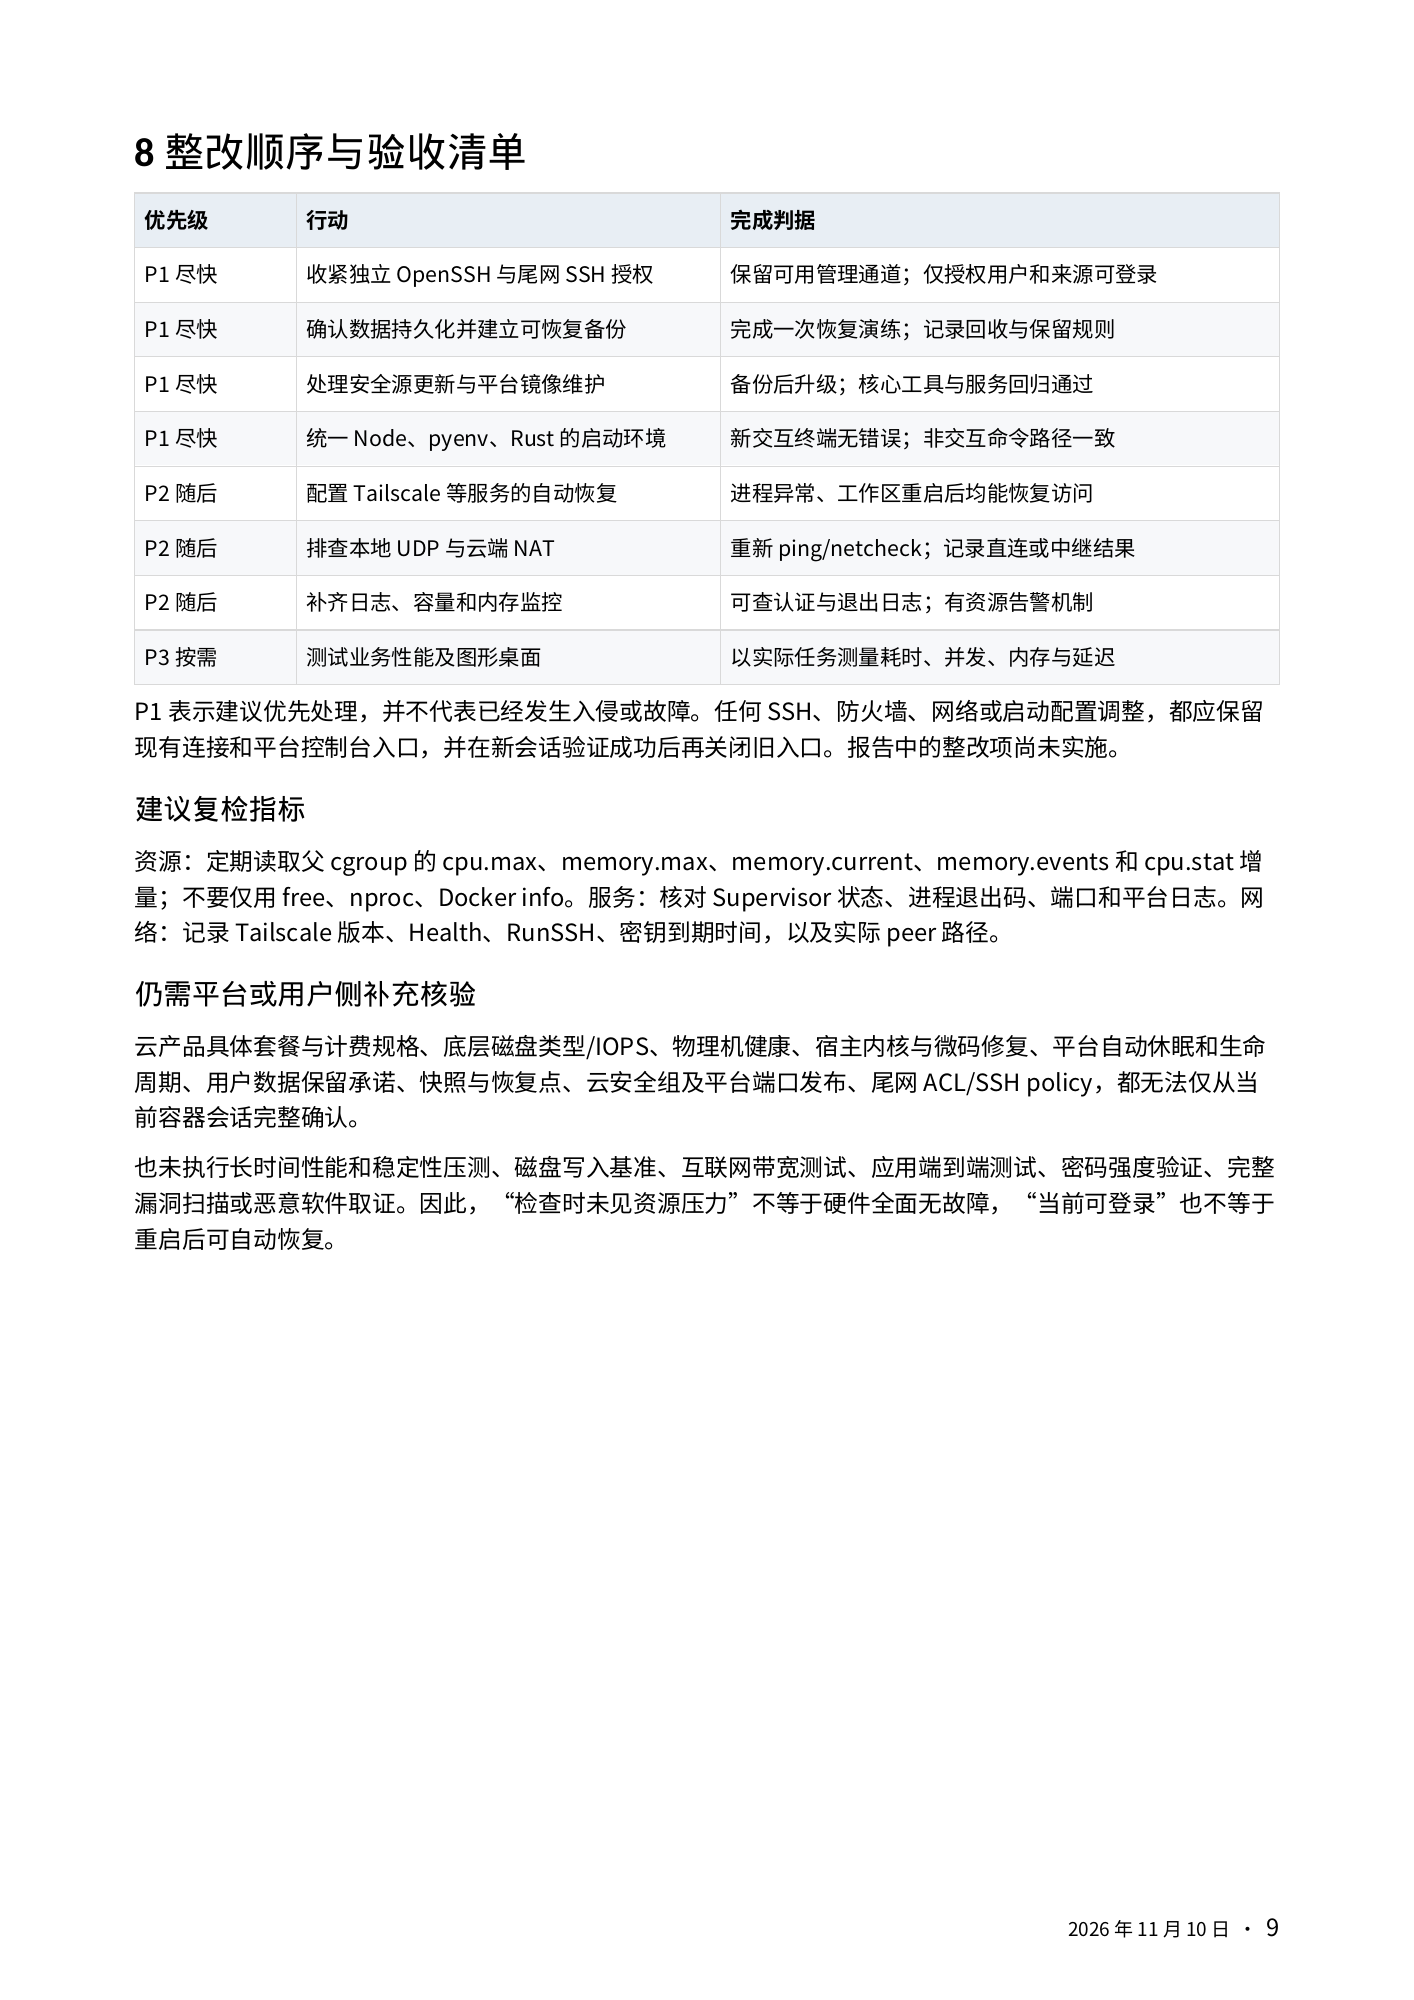 8 整改顺序与验收清单
优先级 行动 完成判据
P1 尽快 收紧独立 OpenSSH 与尾网 SSH 授权 保留可用管理通道；仅授权用户和来源可登录
P1 尽快 确认数据持久化并建立可恢复备份 完成一次恢复演练；记录回收与保留规则
P1 尽快 处理安全源更新与平台镜像维护 备份后升级；核心工具与服务回归通过
P1 尽快 统一 Node、pyenv、Rust 的启动环境 新交互终端无错误；非交互命令路径一致
P2 随后 配置 Tailscale 等服务的自动恢复 进程异常、工作区重启后均能恢复访问
P2 随后 排查本地 UDP 与云端 NAT 重新 ping/netcheck；记录直连或中继结果
P2 随后 补齐日志、容量和内存监控 可查认证与退出日志；有资源告警机制
P3 按需 测试业务性能及图形桌面 以实际任务测量耗时、并发、内存与延迟
P1 表示建议优先处理，并不代表已经发生入侵或故障。任何 SSH、防火墙、网络或启动配置调整，都应保留
现有连接和平台控制台入口，并在新会话验证成功后再关闭旧入口。报告中的整改项尚未实施。
建议复检指标
资源：定期读取父 cgroup 的 cpu.max、memory.max、memory.current、memory.events 和 cpu.stat 增
量；不要仅用 free、nproc、Docker info。服务：核对 Supervisor 状态、进程退出码、端口和平台日志。网
络：记录 Tailscale 版本、Health、RunSSH、密钥到期时间，以及实际 peer 路径。
仍需平台或用户侧补充核验
云产品具体套餐与计费规格、底层磁盘类型/IOPS、物理机健康、宿主内核与微码修复、平台自动休眠和生命
周期、用户数据保留承诺、快照与恢复点、云安全组及平台端口发布、尾网 ACL/SSH policy，都无法仅从当
前容器会话完整确认。
也未执行长时间性能和稳定性压测、磁盘写入基准、互联网带宽测试、应用端到端测试、密码强度验证、完整
漏洞扫描或恶意软件取证。因此，“检查时未见资源压力”不等于硬件全面无故障，“当前可登录”也不等于
重启后可自动恢复。
2026 年 11 月 10 日 · 9